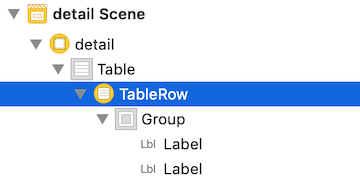 detail Scene
detail
Table
TableRow
Group
Lbl Label
Lbl Label